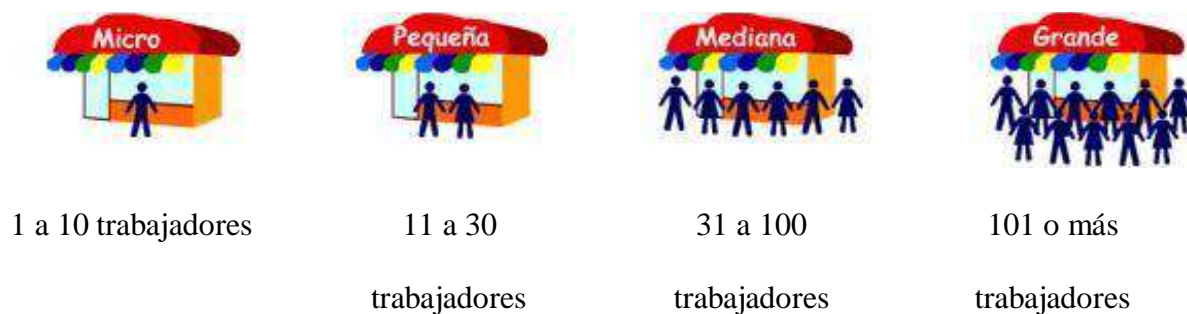 Micro
Pequeña
Mediana
Grande
1 a 10 trabajadores
11 a 30
trabajadores
31 a 100
trabajadores
101 o más
trabajadores